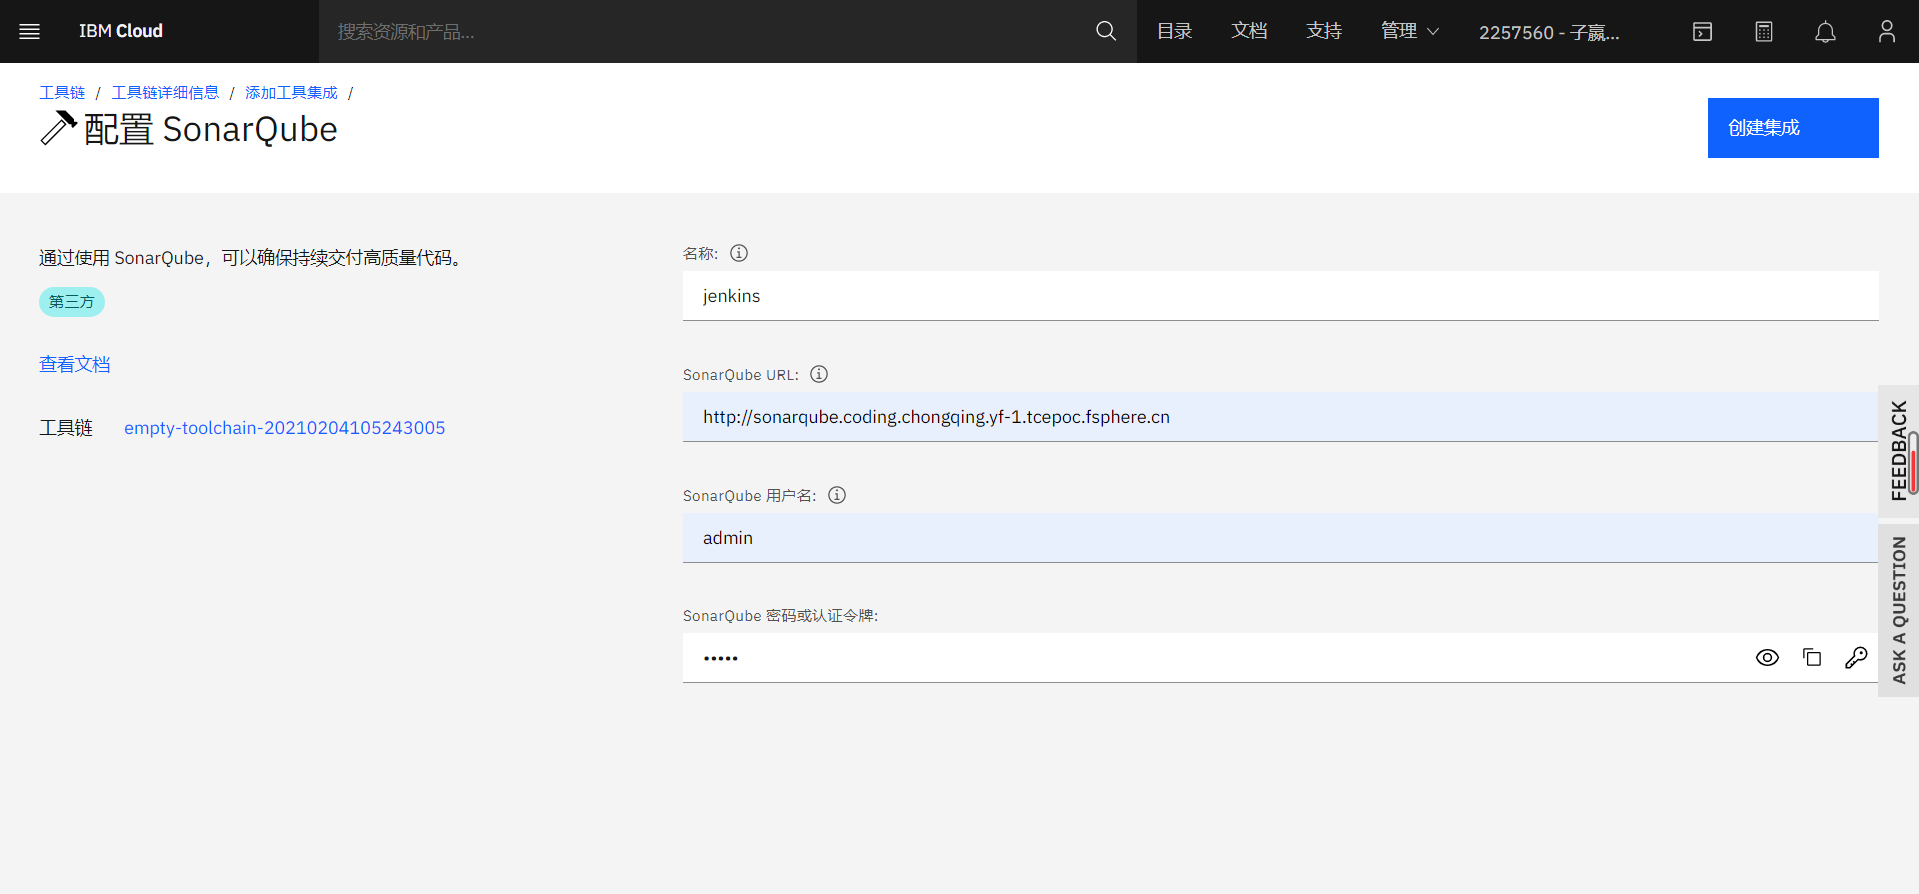 IBM Cloud
搜索资源和产品...
目录
文档
支持
管理
2257560 - 子嬴...
工具链 / 工具链详细信息 / 添加工具集成 /
配置 SonarQube
创建集成
通过使用 SonarQube，可以确保持续交付高质量代码。
第三方
查看文档
工具链 empty-toolchain-20210204105243005
名称:
jenkins
SonarQube URL:
http://sonarqube.coding.chongqing.yf-1.tcepoc.fsphere.cn
SonarQube 用户名:
admin
SonarQube 密码或认证令牌:
•••••
FEEDBACK
ASK A QUESTION